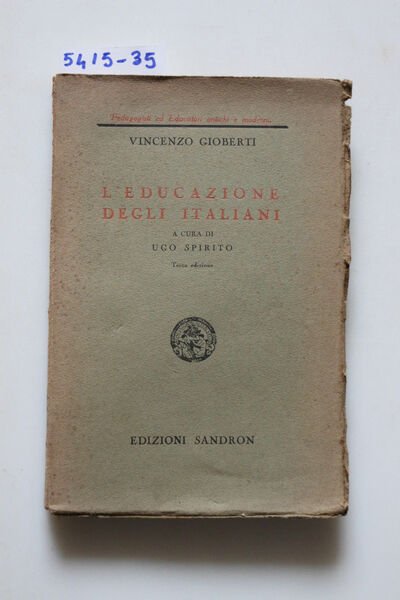 5415-35
Pedagogisti ed Educatori antichi e moderni
VINCENZO GIOBERTI
L'EDUCAZIONE
DEGLI ITALIANI
A CURA DI
UGO SPIRITO
Terza edizione
EDIZIONI SANDRON